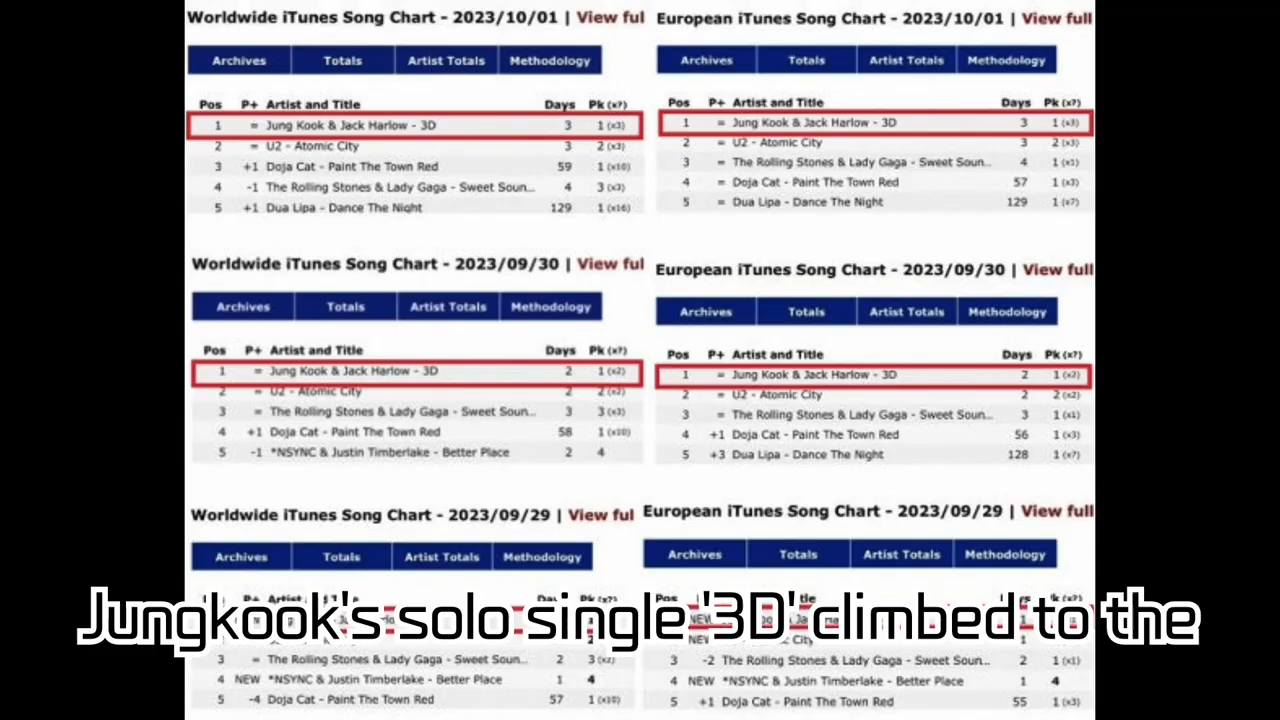 Worldwide iTunes Song Chart - 2023/10/01 | View ful
Archives Totals Artist Totals Methodology
Pos P+ Artist and Title Days Pk (x?)
1 = Jung Kook & Jack Harlow - 3D 3 1 (x3)
2 = U2 - Atomic City 3 2 (x3)
3 +1 Doja Cat - Paint The Town Red 59 1 (x10)
4 -1 The Rolling Stones & Lady Gaga - Sweet Soun... 4 3 (x3)
5 +1 Dua Lipa - Dance The Night 129 1 (x16)
European iTunes Song Chart - 2023/10/01 | View full
Archives Totals Artist Totals Methodology
Pos P+ Artist and Title Days Pk (x?)
1 = Jung Kook & Jack Harlow - 3D 3 1 (x3)
2 = U2 - Atomic City 3 2 (x3)
3 = The Rolling Stones & Lady Gaga - Sweet Soun... 4 1 (x1)
4 = Doja Cat - Paint The Town Red 57 1 (x3)
5 = Dua Lipa - Dance The Night 129 1 (x7)
Worldwide iTunes Song Chart - 2023/09/30 | View ful
Archives Totals Artist Totals Methodology
Pos P+ Artist and Title Days Pk (x?)
1 = Jung Kook & Jack Harlow - 3D 2 1 (x2)
2 = U2 - Atomic City 2 2 (x2)
3 = The Rolling Stones & Lady Gaga - Sweet Soun... 3 3 (x3)
4 +1 Doja Cat - Paint The Town Red 58 1 (x10)
5 -1 *NSYNC & Justin Timberlake - Better Place 2 4
European iTunes Song Chart - 2023/09/30 | View full
Archives Totals Artist Totals Methodology
Pos P+ Artist and Title Days Pk (x?)
1 = Jung Kook & Jack Harlow - 3D 2 1 (x2)
2 = U2 - Atomic City 2 2 (x2)
3 = The Rolling Stones & Lady Gaga - Sweet Soun... 3 1 (x1)
4 +1 Doja Cat - Paint The Town Red 56 1 (x3)
5 +3 Dua Lipa - Dance The Night 128 1 (x7)
Worldwide iTunes Song Chart - 2023/09/29 | View ful
Archives Totals Artist Totals Methodology
3 = The Rolling Stones & Lady Gaga - Sweet Soun... 2 3 (x2)
4 NEW *NSYNC & Justin Timberlake - Better Place 1 4
5 -4 Doja Cat - Paint The Town Red 57 1 (x10)
European iTunes Song Chart - 2023/09/29 | View full
Archives Totals Artist Totals Methodology
3 -2 The Rolling Stones & Lady Gaga - Sweet Soun... 2 1 (x1)
4 NEW *NSYNC & Justin Timberlake - Better Place 1 4
5 +1 Doja Cat - Paint The Town Red 55 1 (x3)
Jungkook's solo single '3D' climbed to the